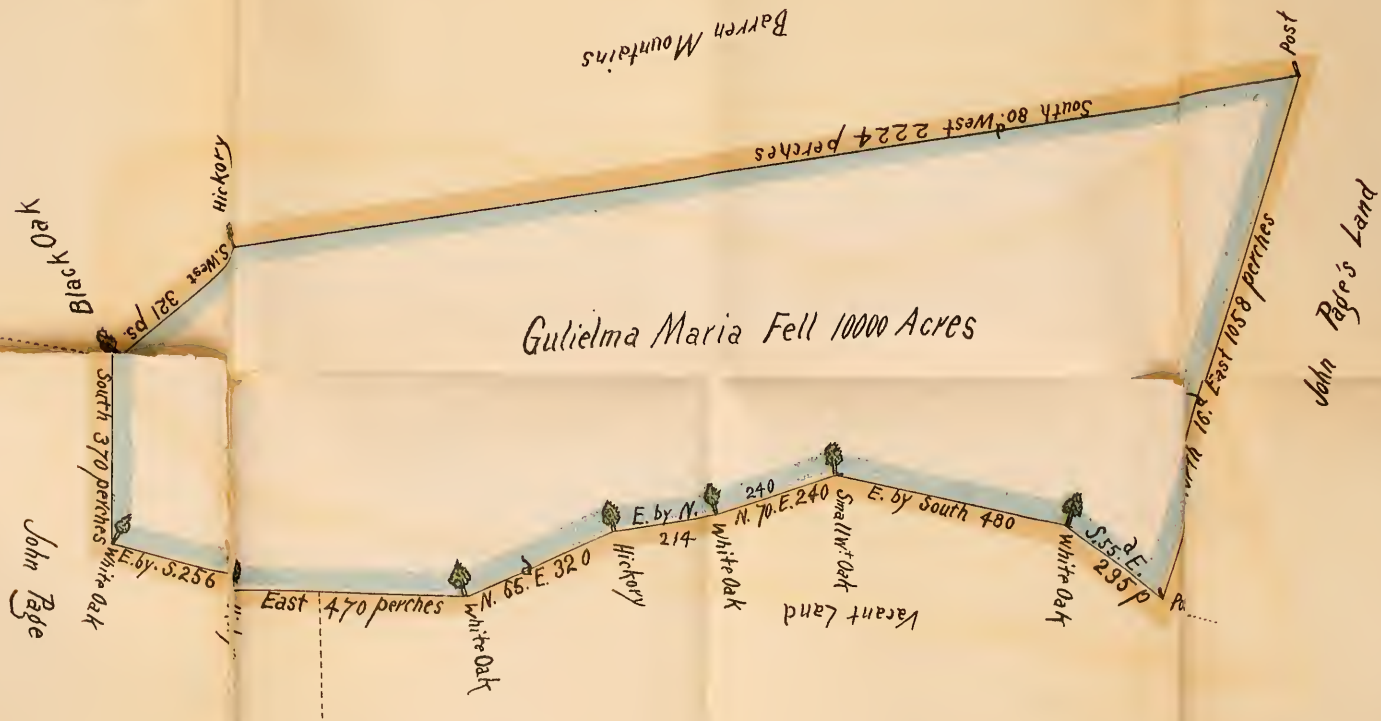 Barren Mountains
Post
South 80.d West 2224 perches
Hickory
S. West 321 ps.
Black Oak
South 370 perches
White Oak
John Page
E. by. S. 256
East 470 perches
White Oak
N. 65.d E. 320
Hickory
E. by N.
214
White Oak
240
N. 70. E. 240
Small Wt. Oak
E. by South 480
White Oak
S. 55.d E.
295 p
16.d East 1058 perches
John Page's Land
Gulielma Maria Fell 10000 Acres
Vacant Land